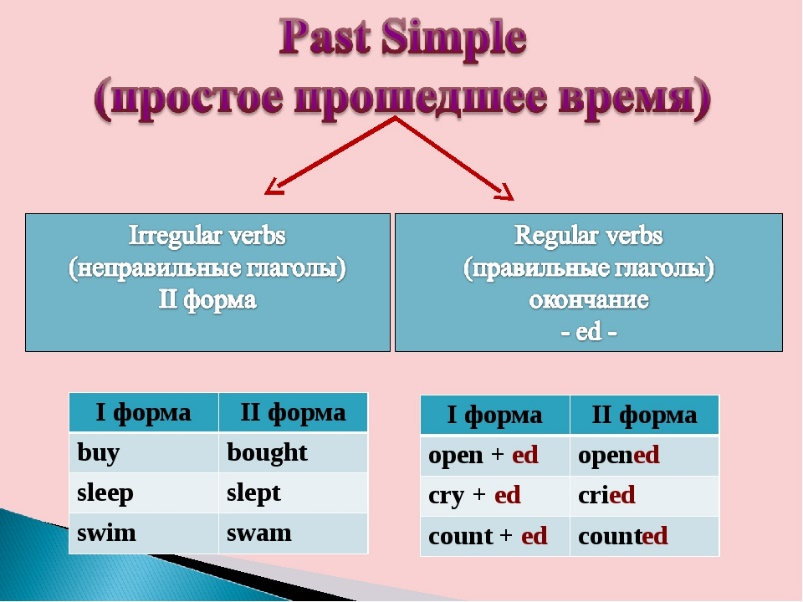 Past Simple
(простое прошедшее время)
Irregular verbs
(неправильные глаголы)
II форма
Regular verbs
(правильные глаголы)
окончание
- ed -
I форма II форма
buy bought
sleep slept
swim swam
I форма II форма
open + ed opened
cry + ed cried
count + ed counted